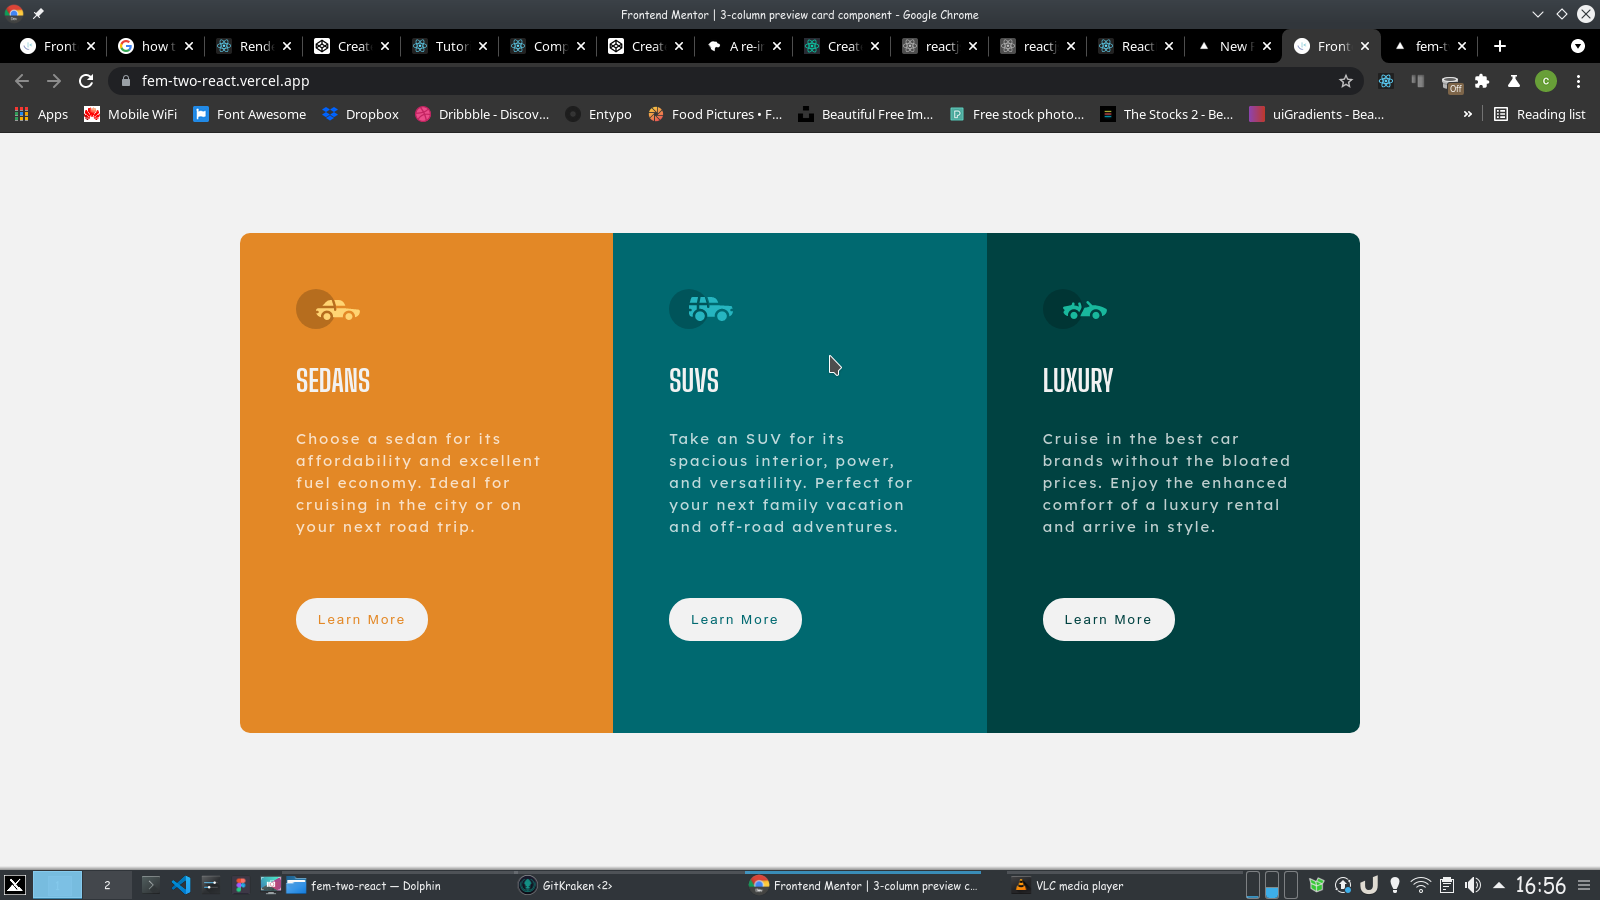 Frontend Mentor | 3-column preview card component - Google Chrome
Front
how t
Rend
Creat
Tutor
Comp
Creat
A re-i
Creat
reactj
reactj
React
New
Front
fem-t
fem-two-react.vercel.app
Off
c
Apps
Mobile WiFi
Font Awesome
Dropbox
Dribbble - Discov...
Entypo
Food Pictures • F...
Beautiful Free Im...
Free stock photo...
The Stocks 2 - Be...
uiGradients - Bea...
»
Reading list
SEDANS
Choose a sedan for its
affordability and excellent
fuel economy. Ideal for
cruising in the city or on
your next road trip.
Learn More
SUVS
Take an SUV for its
spacious interior, power,
and versatility. Perfect for
your next family vacation
and off-road adventures.
Learn More
LUXURY
Cruise in the best car
brands without the bloated
prices. Enjoy the enhanced
comfort of a luxury rental
and arrive in style.
Learn More
2
fem-two-react — Dolphin
GitKraken <2>
Frontend Mentor | 3-column preview c...
VLC media player
16:56